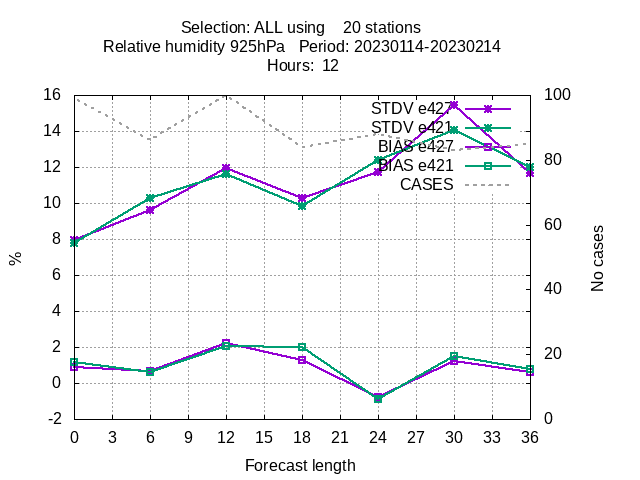 Selection: ALL using    20 stations
Relative humidity 925hPa   Period: 20230114-20230214
Hours: 12
16
14
12
10
8
6
4
2
0
-2
%
STDV e427
STDV e421
BIAS e427
BIAS e421
CASES
100
80
60
40
20
0
No cases
0 3 6 9 12 15 18 21 24 27 30 33 36
Forecast length